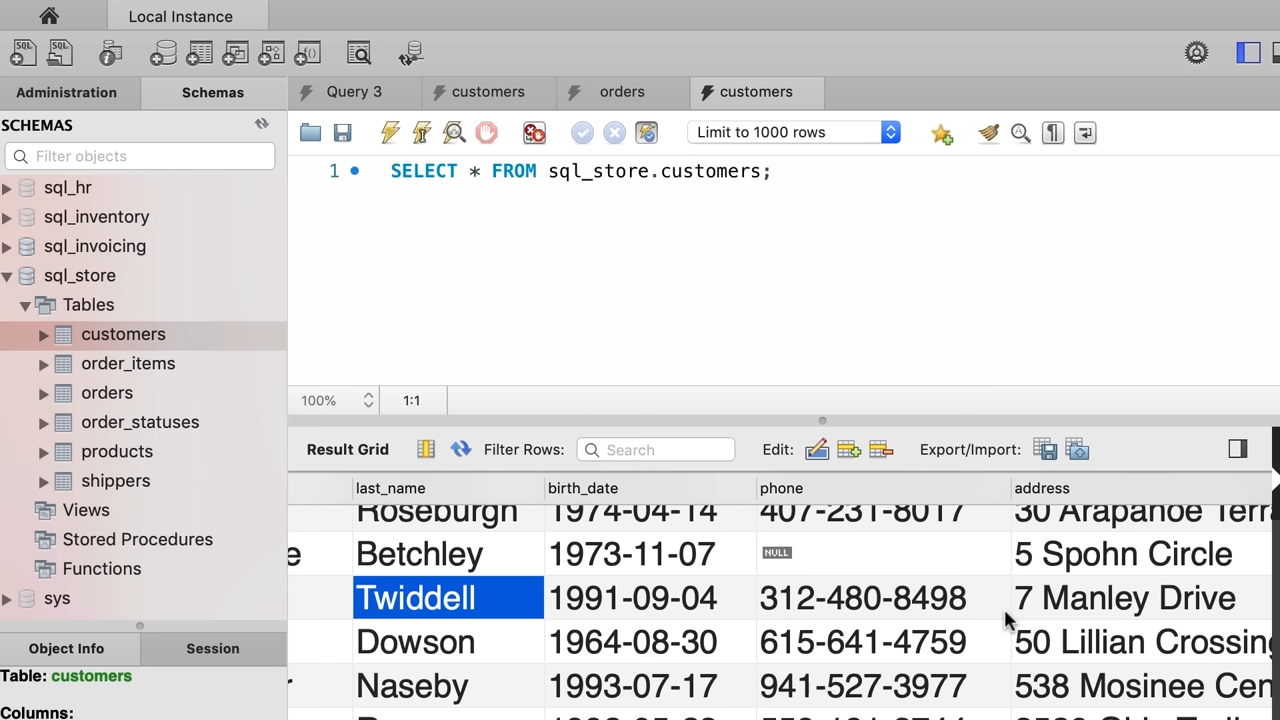 Local Instance
Administration
Schemas
Query 3
customers
orders
customers
SCHEMAS
Filter objects
sql_hr
sql_inventory
sql_invoicing
sql_store
Tables
customers
order_items
orders
order_statuses
products
shippers
Views
Stored Procedures
Functions
sys
Object Info
Session
Table: customers
Columns:
Limit to 1000 rows
1 SELECT * FROM sql_store.customers;
100% 1:1
Result Grid Filter Rows: Search Edit: Export/Import:
last_name birth_date phone address
Roseburgh 1974-04-14 407-231-8017 30 Arapahoe
e Betchley 1973-11-07 NULL 5 Spohn Circle
Twiddell 1991-09-04 312-480-8498 7 Manley Drive
Dowson 1964-08-30 615-641-4759 50 Lillian Crossing
Naseby 1993-07-17 941-527-3977 538 Mosinee Cen